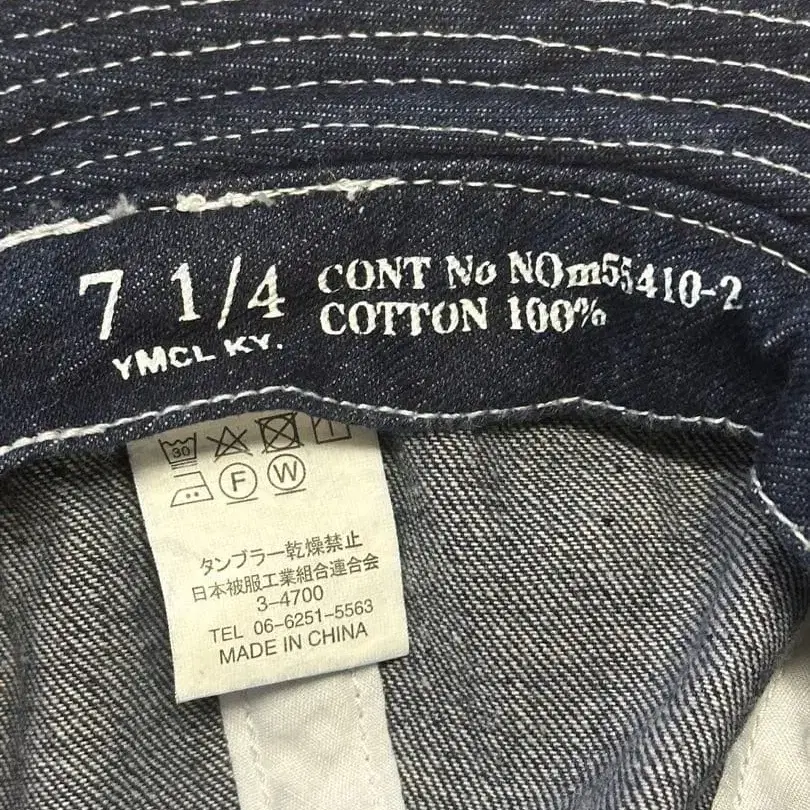 7 1/4
YMCL KY.
CONT No NOm55410-2
COTTON 100%
30
F W
タンブラー乾燥禁止
日本被服工業組合連合会
3-4700
TEL 06-6251-5563
MADE IN CHINA